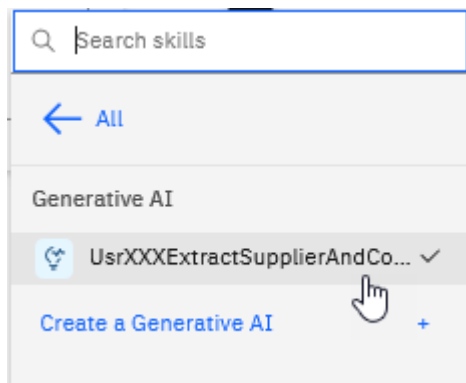 Search skills
All
Generative AI
UsrXXXExtractSupplierAndCo...
Create a Generative AI +